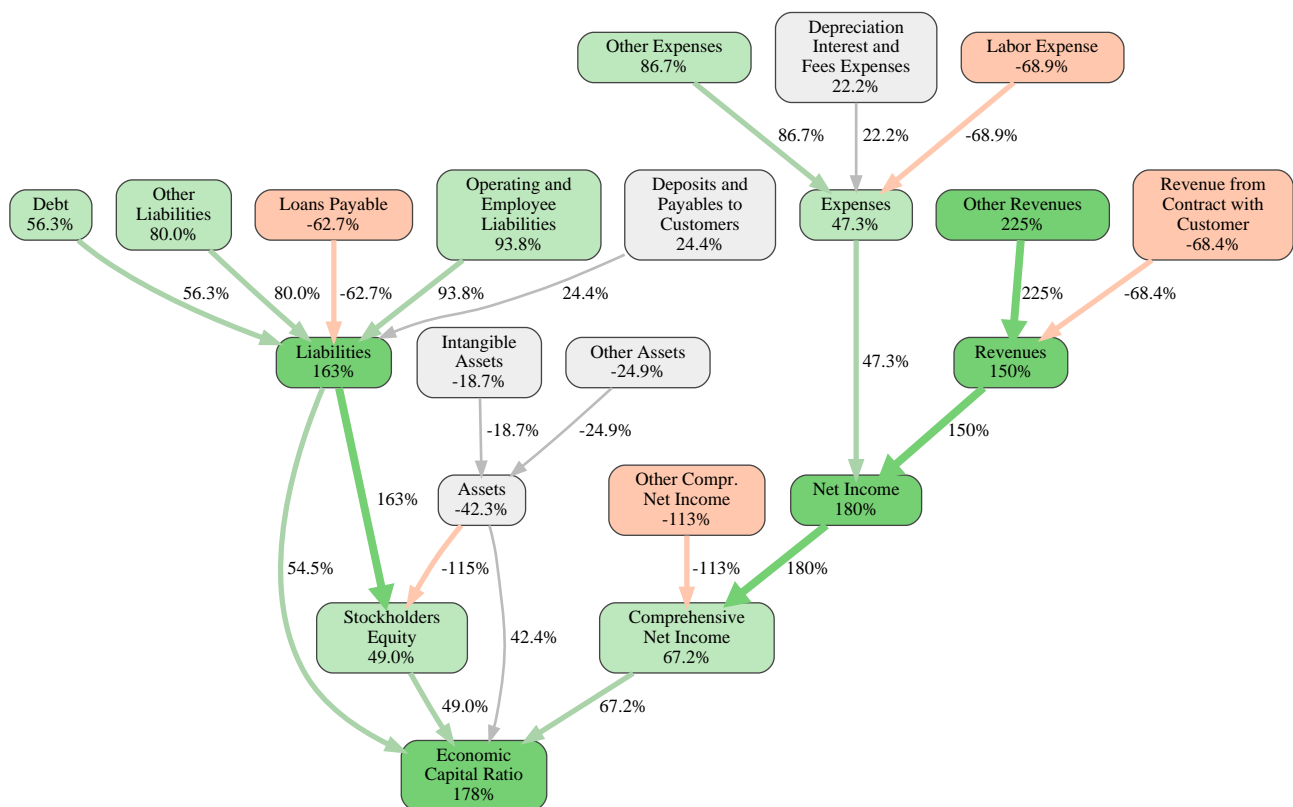 Other Expenses
86.7%
Depreciation
Interest and
Fees Expenses
22.2%
Labor Expense
-68.9%
86.7%
22.2%
-68.9%
Debt
56.3%
Other
Liabilities
80.0%
Loans Payable
-62.7%
Operating and
Employee
Liabilities
93.8%
Deposits and
Payables to
Customers
24.4%
Expenses
47.3%
Other Revenues
225%
Revenue from
Contract with
Customer
-68.4%
56.3%
80.0%
-62.7%
93.8%
24.4%
225%
-68.4%
Liabilities
163%
Intangible
Assets
-18.7%
Other Assets
-24.9%
47.3%
Revenues
150%
-18.7%
-24.9%
150%
163%
Assets
-42.3%
Other Compr.
Net Income
-113%
Net Income
180%
54.5%
-115%
-113%
180%
Stockholders
Equity
49.0%
42.4%
Comprehensive
Net Income
67.2%
49.0%
67.2%
Economic
Capital Ratio
178%